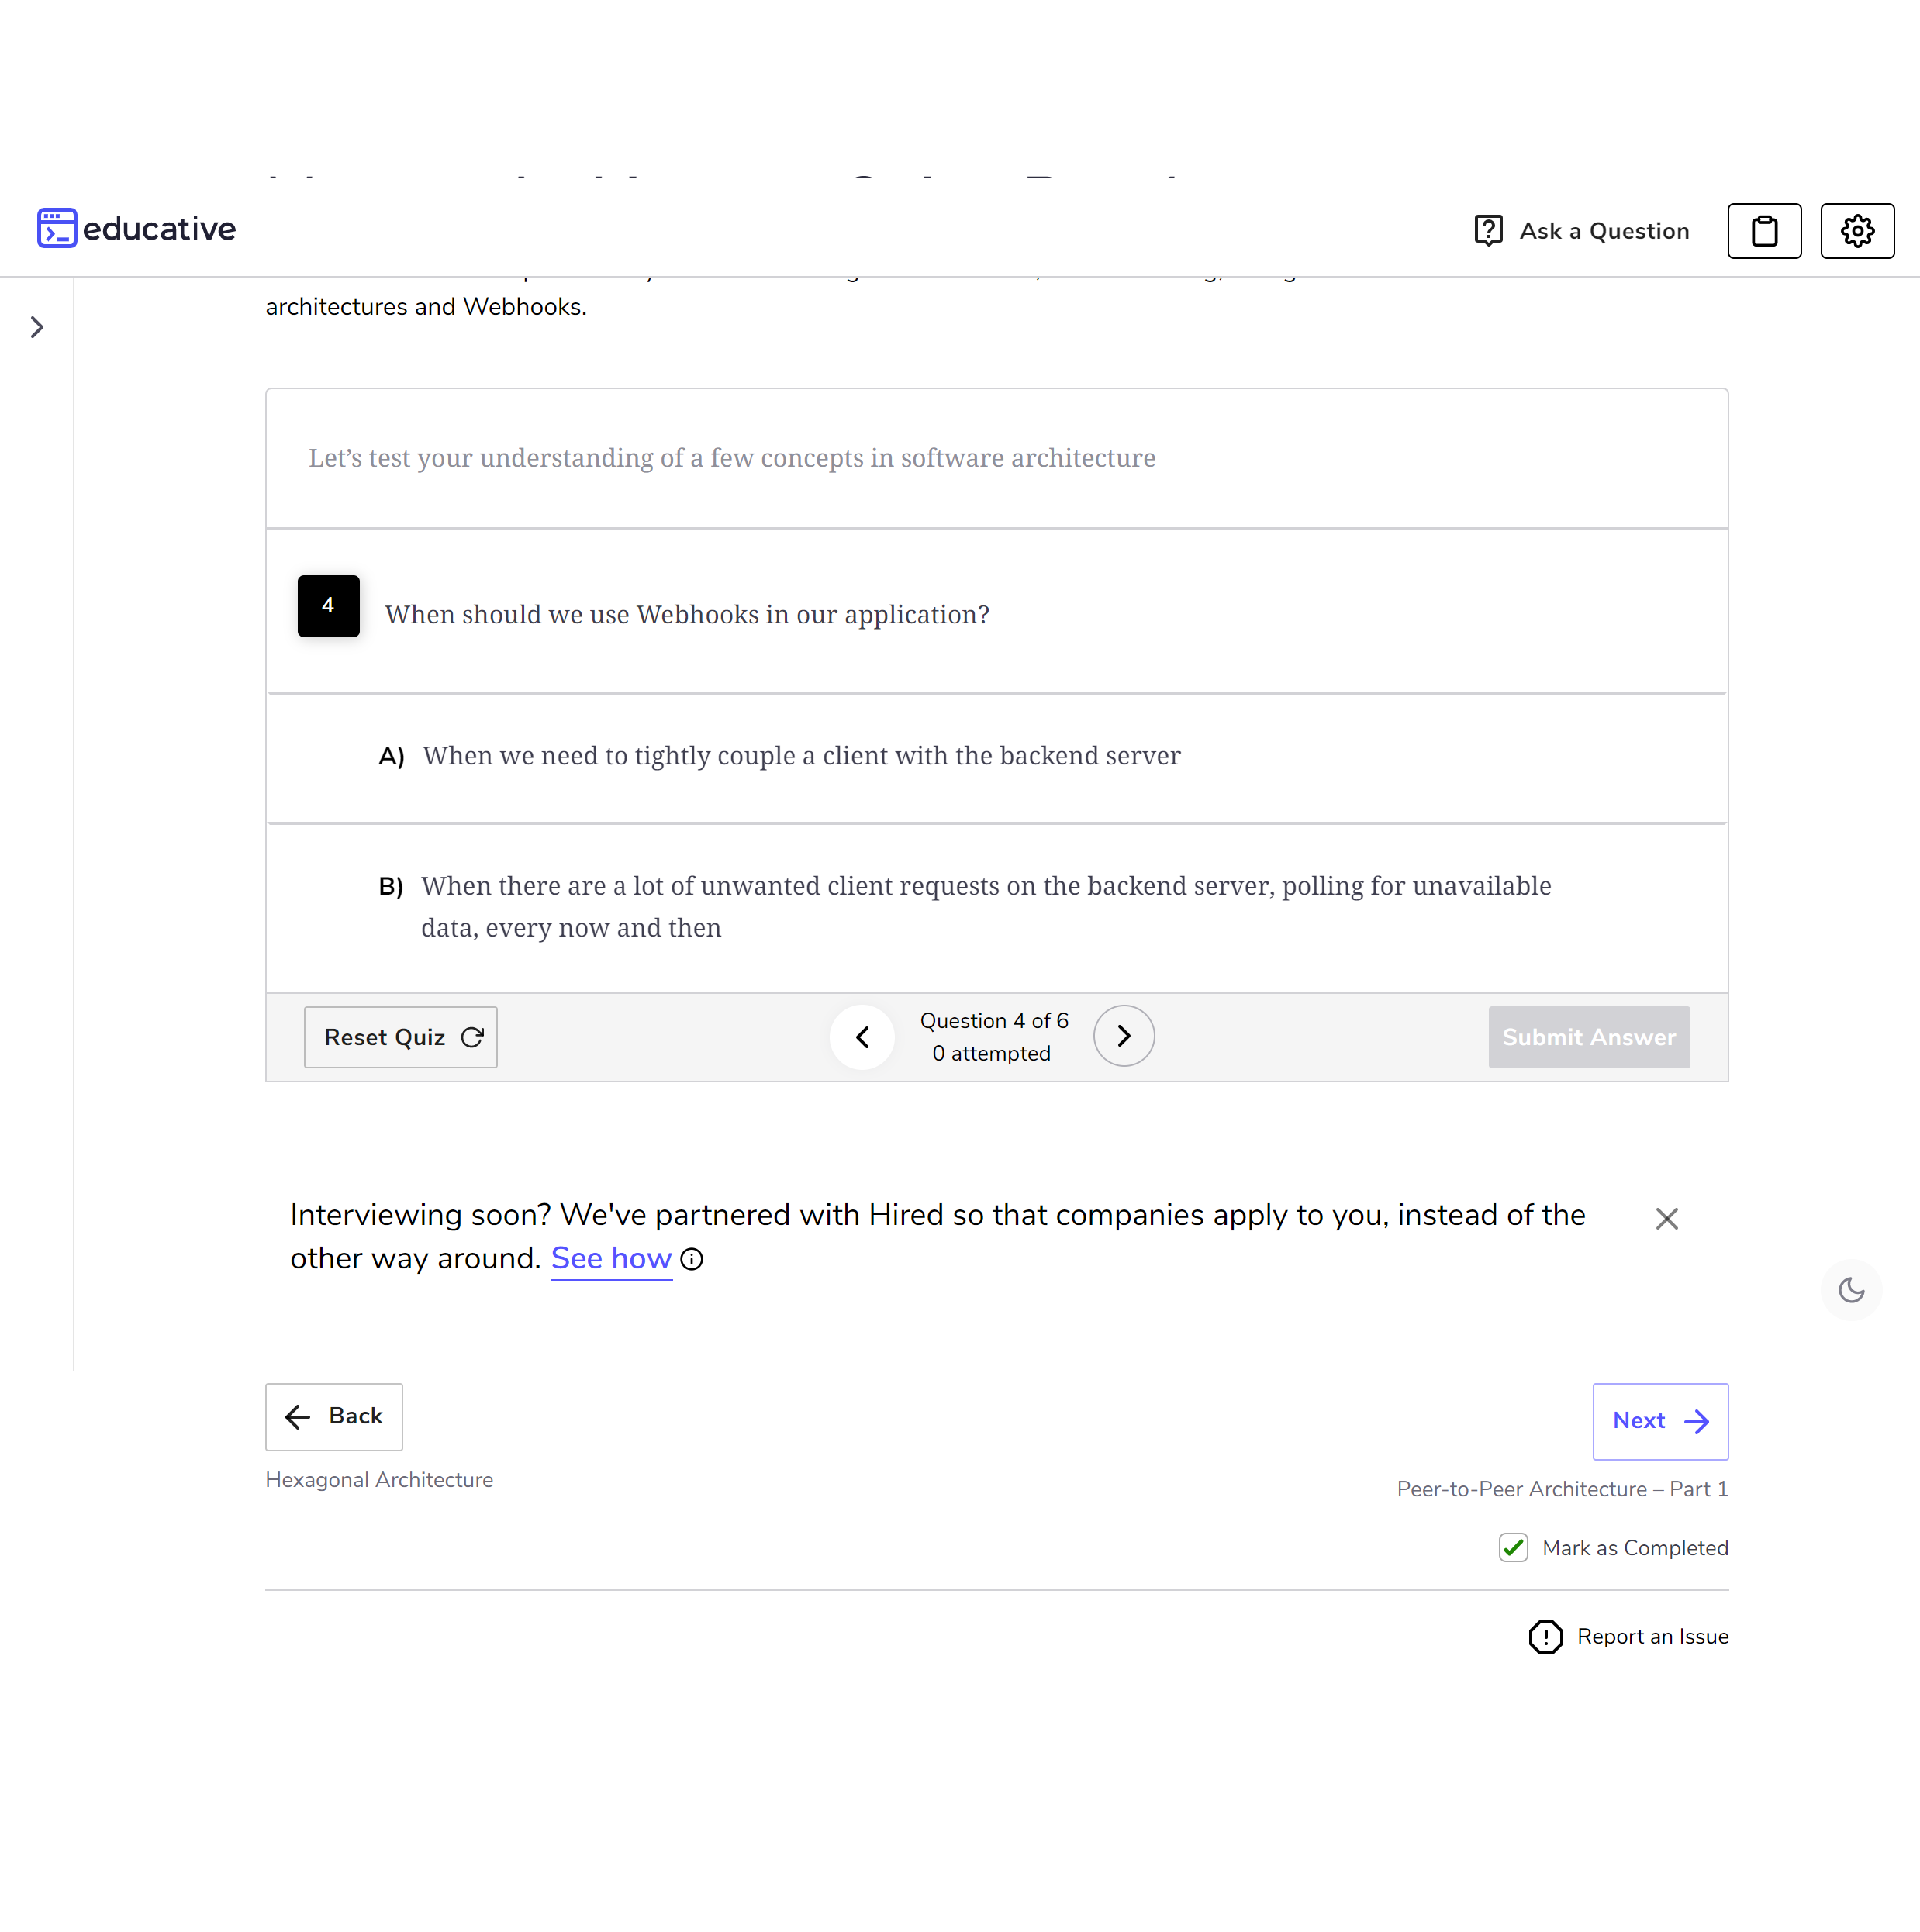 educative
Ask a Question
architectures and Webhooks.
Let’s test your understanding of a few concepts in software architecture
4
When should we use Webhooks in our application?
A) When we need to tightly couple a client with the backend server
B) When there are a lot of unwanted client requests on the backend server, polling for unavailable
data, every now and then
Reset Quiz
Question 4 of 6
0 attempted
Submit Answer
Interviewing soon? We've partnered with Hired so that companies apply to you, instead of the
other way around. See how
Back
Next
Hexagonal Architecture
Peer-to-Peer Architecture – Part 1
Mark as Completed
Report an Issue